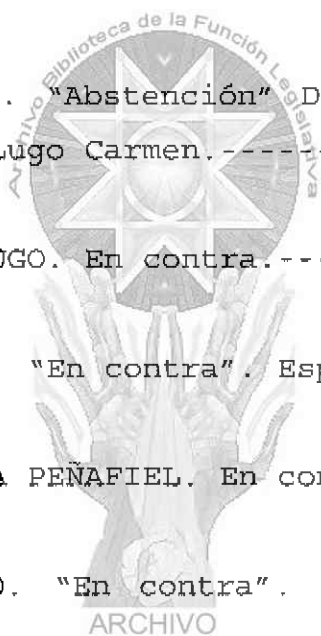 Archivo Biblioteca de la Función Legislativa
. "Abstención" D
Lugo Carmen.------
UGO. En contra.---
"En contra". Esp
A PEÑAFIEL. En con
O. "En contra".
ARCHIVO